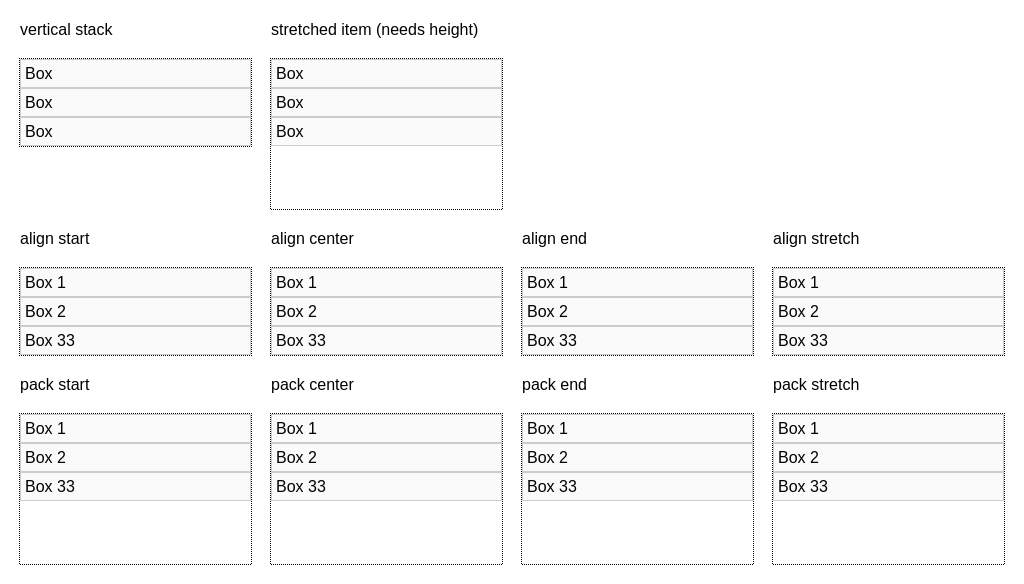 vertical stack
Box
Box
Box
stretched item (needs height)
Box
Box
Box
align start
Box 1
Box 2
Box 33
align center
Box 1
Box 2
Box 33
align end
Box 1
Box 2
Box 33
align stretch
Box 1
Box 2
Box 33
pack start
Box 1
Box 2
Box 33
pack center
Box 1
Box 2
Box 33
pack end
Box 1
Box 2
Box 33
pack stretch
Box 1
Box 2
Box 33